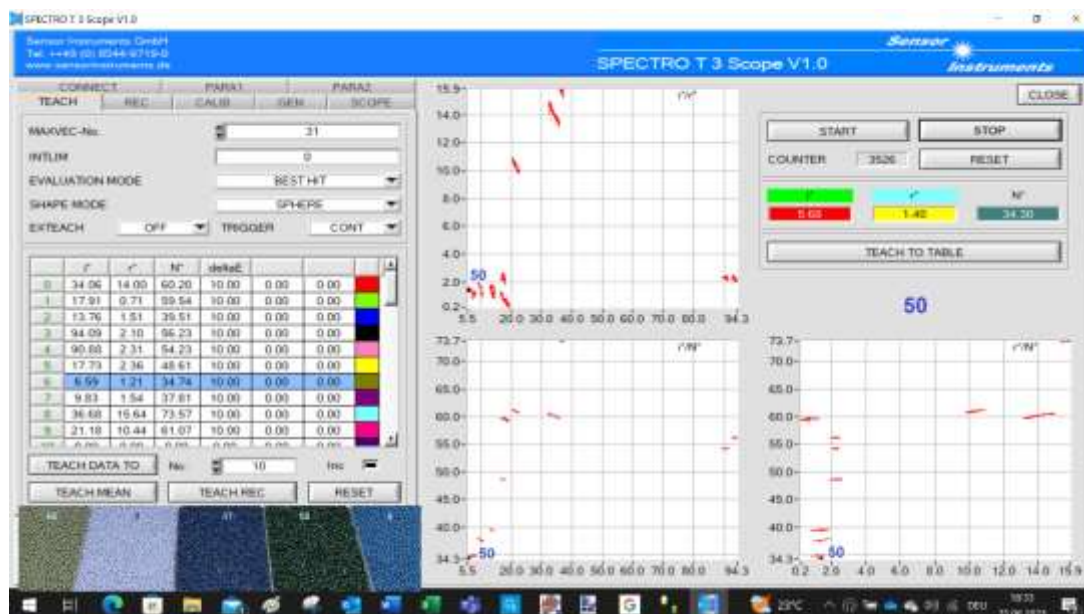 SPECTRO T 3 Scope V1.0
Sensor Instruments GmbH
SPECTRO T 3 Scope V1.0
Sensor
Instruments
CONNECT PARA1 PARA2
TEACH REC CALIB GEN SCOPE
CLOSE
MAXVEC-No. 31
INTLIM 0
EVALUATION MODE BEST HIT
SHAPE MODE SPHERE
EXTEACH OFF TRIGGER CONT
START STOP
COUNTER 3526 RESET
1.40 34.30
TEACH TO TABLE
50
deltaE
0 34.06 14.00 60.20 10.00 0.00 0.00
1 17.91 0.71 59.54 10.00 0.00 0.00
2 13.76 1.51 39.51 10.00 0.00 0.00
3 94.09 2.10 56.23 10.00 0.00 0.00
4 90.88 2.31 54.23 10.00 0.00 0.00
5 17.73 2.36 48.61 10.00 0.00 0.00
6 6.59 1.21 34.74 10.00 0.00 0.00
7 9.83 1.54 37.81 10.00 0.00 0.00
8 36.68 15.64 73.57 10.00 0.00 0.00
9 21.18 10.44 61.07 10.00 0.00 0.00
TEACH DATA TO No. 10 Inc
TEACH MEAN TEACH REC RESET
15.9
14.0
12.0
10.0
8.0
6.0
4.0
2.0
0.2
50
5.5 20.0 30.0 40.0 50.0 60.0 70.0 80.0 94.3
73.7
70.0
65.0
60.0
55.0
50.0
45.0
40.0
34.3
50
5.5 20.0 30.0 40.0 50.0 60.0 70.0 80.0 94.3
73.7
70.0
65.0
60.0
55.0
50.0
45.0
40.0
34.3
50
0.2 2.0 4.0 6.0 8.0 10.0 12.0 14.0 15.9
23°C
DEU
18:33